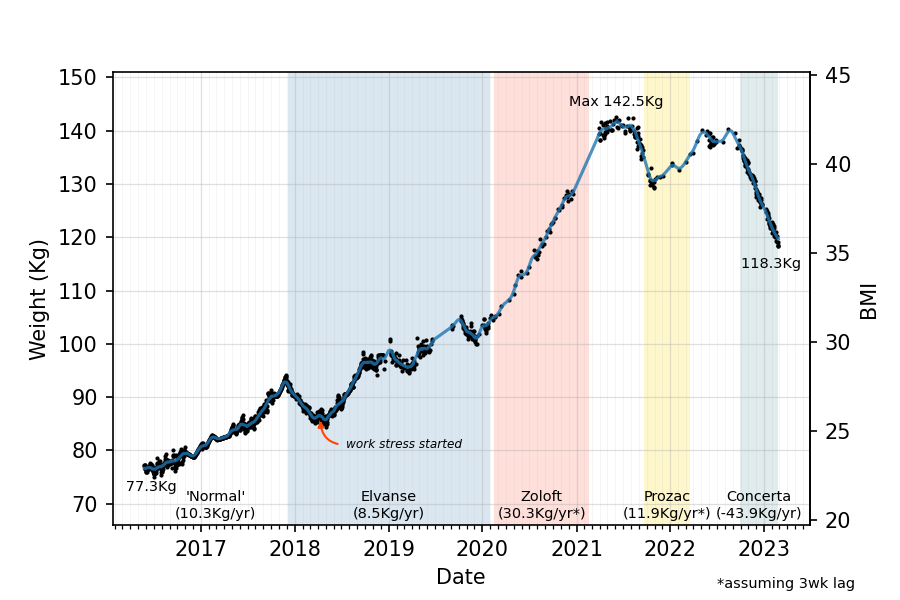 150
140
130
120
110
100
90
80
70
Weight (Kg)
45
40
35
30
25
20
BMI
Max 142.5Kg
118.3Kg
work stress started
77.3Kg
'Normal'
(10.3Kg/yr)
Elvanse
(8.5Kg/yr)
Zoloft
(30.3Kg/yr*)
Prozac
(11.9Kg/yr*)
Concerta
(-43.9Kg/yr)
2017 2018 2019 2020 2021 2022 2023
Date
*assuming 3wk lag